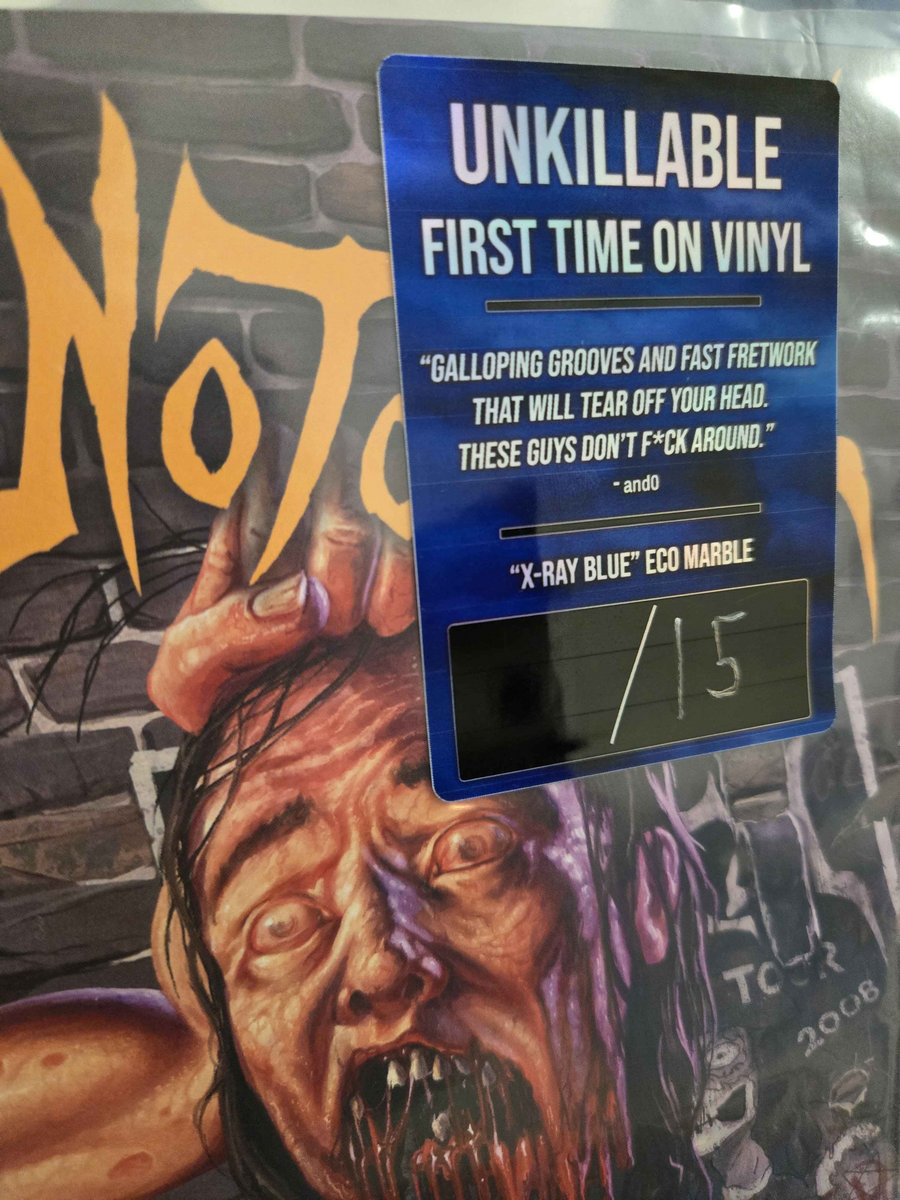 UNKILLABLE
FIRST TIME ON VINYL
“GALLOPING GROOVES AND FAST FRETWORK
THAT WILL TEAR OFF YOUR HEAD.
THESE GUYS DON’T F*CK AROUND.”
- and0
“X-RAY BLUE” ECO MARBLE
/15
TOUR
2008